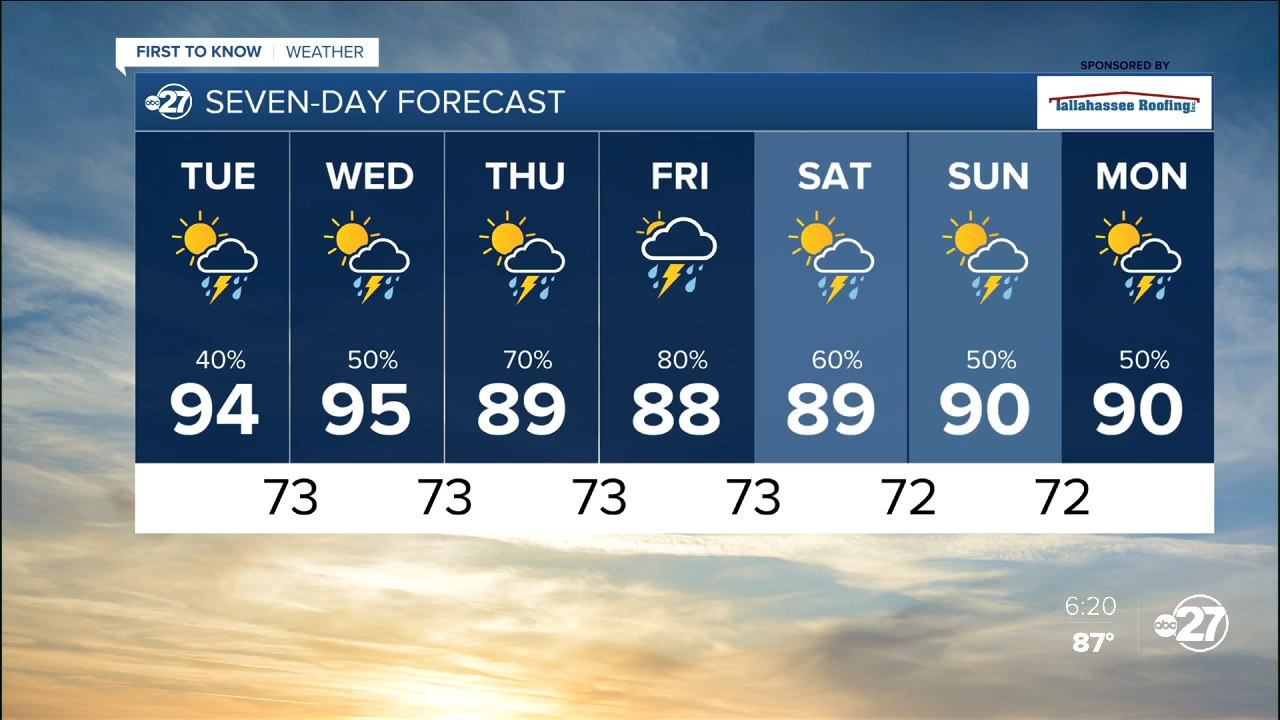 FIRST TO KNOW WEATHER
SPONSORED BY
abc 27 SEVEN-DAY FORECAST
Tallahassee Roofing Inc.
TUE WED THU FRI SAT SUN MON
40% 50% 70% 80% 60% 50% 50%
94 95 89 88 89 90 90
73 73 73 73 72 72
6:20
87°
abc 27